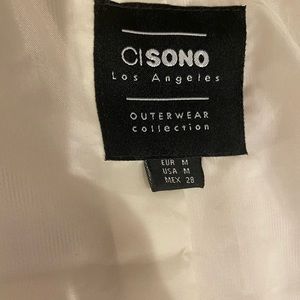 CISONO
Los Angeles
OUTERWEAR
collection
EUR M
USA M
MEX 28